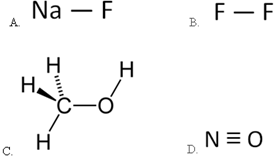 A. Na – F
B. F – F
C. H H H C – O H
D. N ≡ O